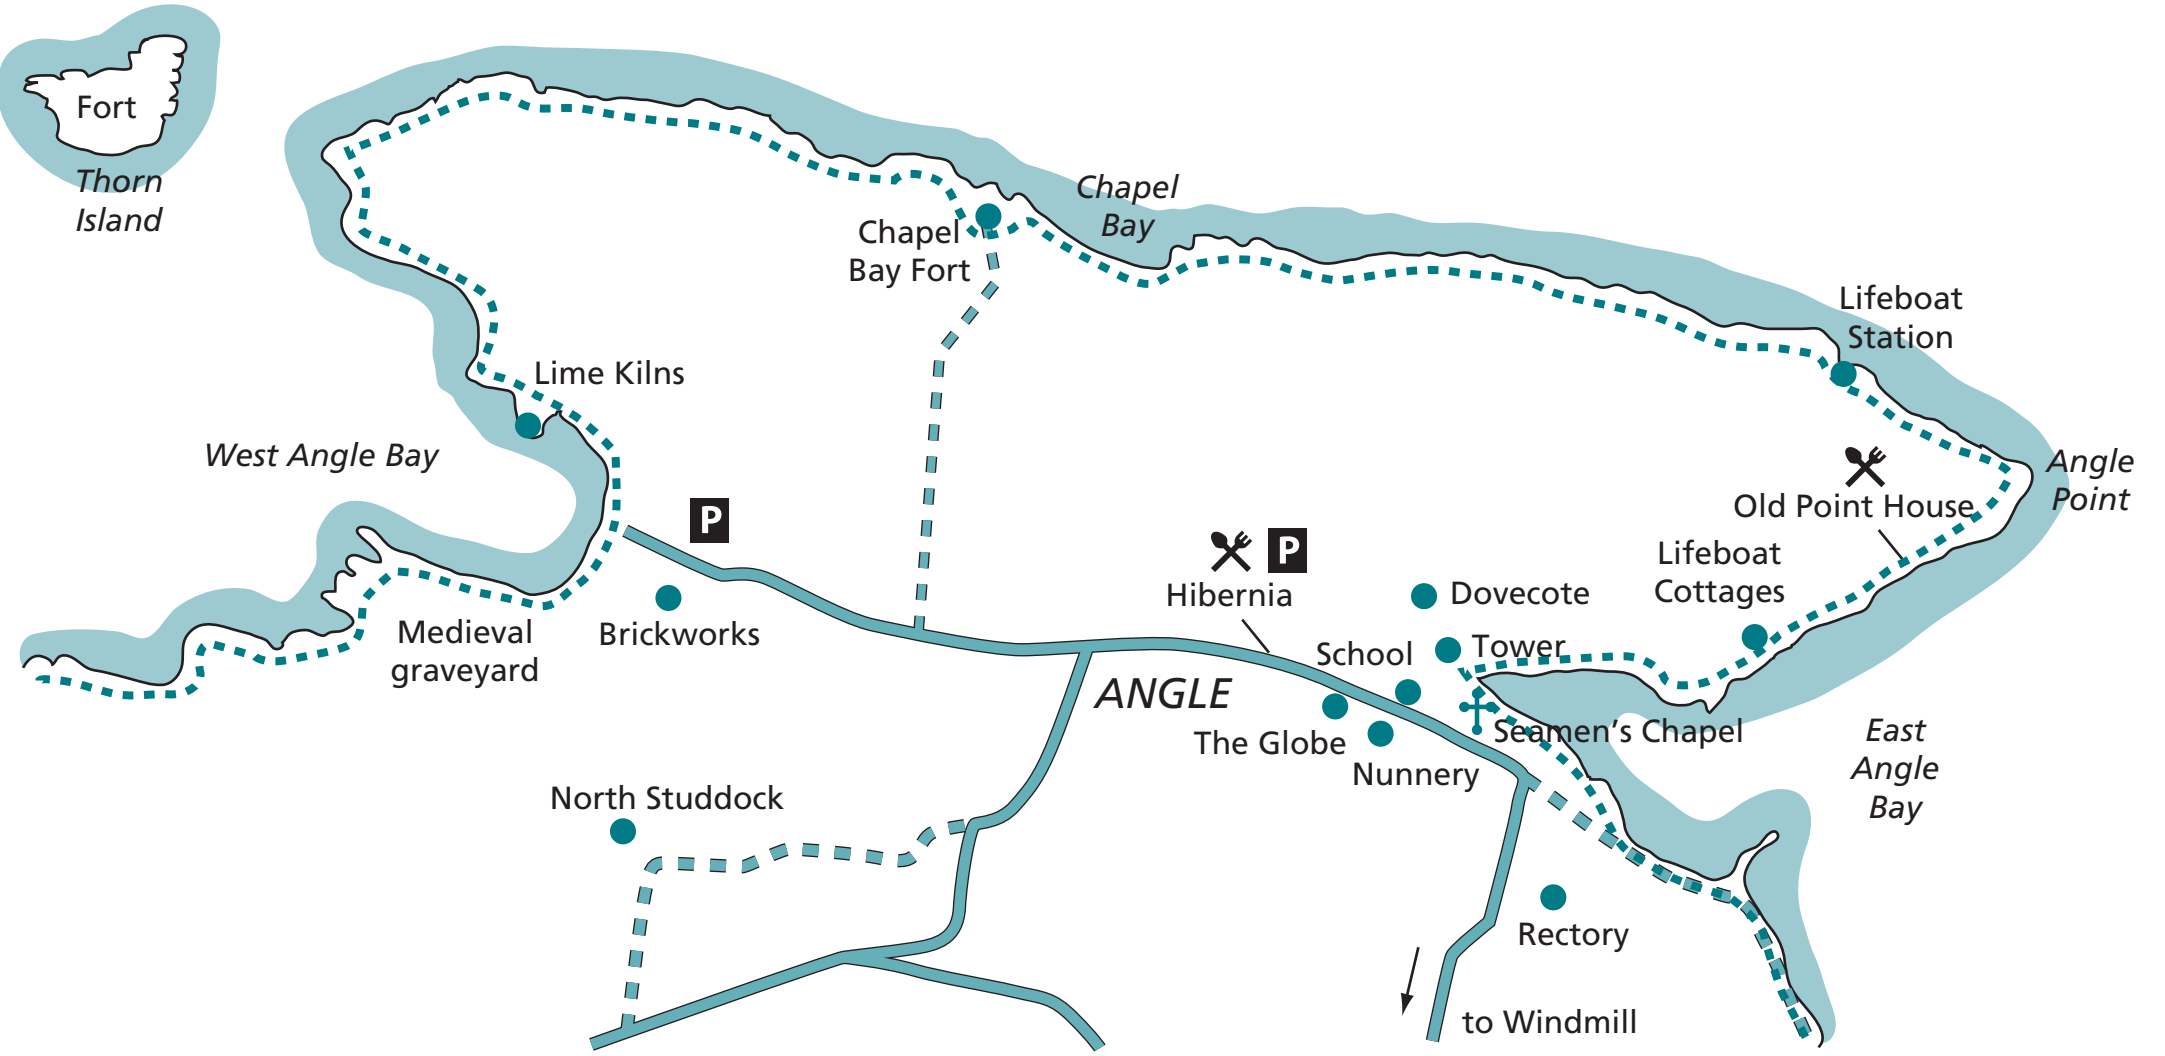 Fort
Thorn
Island
Chapel
Bay
Chapel
Bay Fort
Lifeboat
Station
Lime Kilns
West Angle Bay
Angle
Point
Old Point House
P
P
Hibernia
Lifeboat
Cottages
Dovecote
Medieval
graveyard
Brickworks
School
Tower
ANGLE
The Globe
Seamen's Chapel
Nunnery
East
Angle
Bay
North Studdock
Rectory
to Windmill